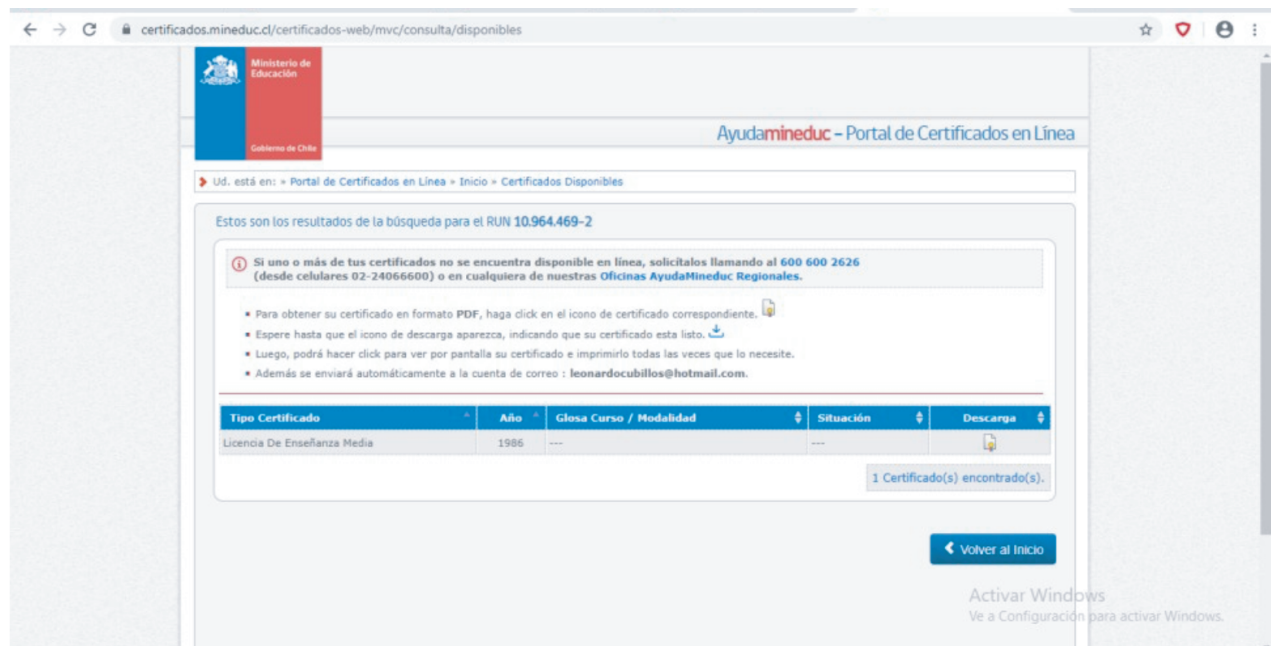 certificados.mineduc.cl/certificados-web/mvc/consulta/disponibles
Ministerio de
Educación
Gobierno de Chile
Ayudamineduc – Portal de Certificados en Línea
Ud. está en: » Portal de Certificados en Línea » Inicio » Certificados Disponibles
Estos son los resultados de la búsqueda para el RUN 10.964.469-2
Si uno o más de tus certificados no se encuentra disponible en línea, solicítalos llamando al 600 600 2626
(desde celulares 02-24066600) o en cualquiera de nuestras Oficinas AyudaMineduc Regionales.
Para obtener su certificado en formato PDF, haga click en el icono de certificado correspondiente.
Espere hasta que el icono de descarga aparezca, indicando que su certificado esta listo.
Luego, podrá hacer click para ver por pantalla su certificado e imprimirlo todas las veces que lo necesite.
Además se enviará automáticamente a la cuenta de correo : leonardocubillos@hotmail.com.
Tipo Certificado Año Glosa Curso / Modalidad Situación Descarga
Licencia De Enseñanza Media 1986 --- ---
1 Certificado(s) encontrado(s).
Volver al Inicio
Activar Windows
Ve a Configuración para activar Windows.